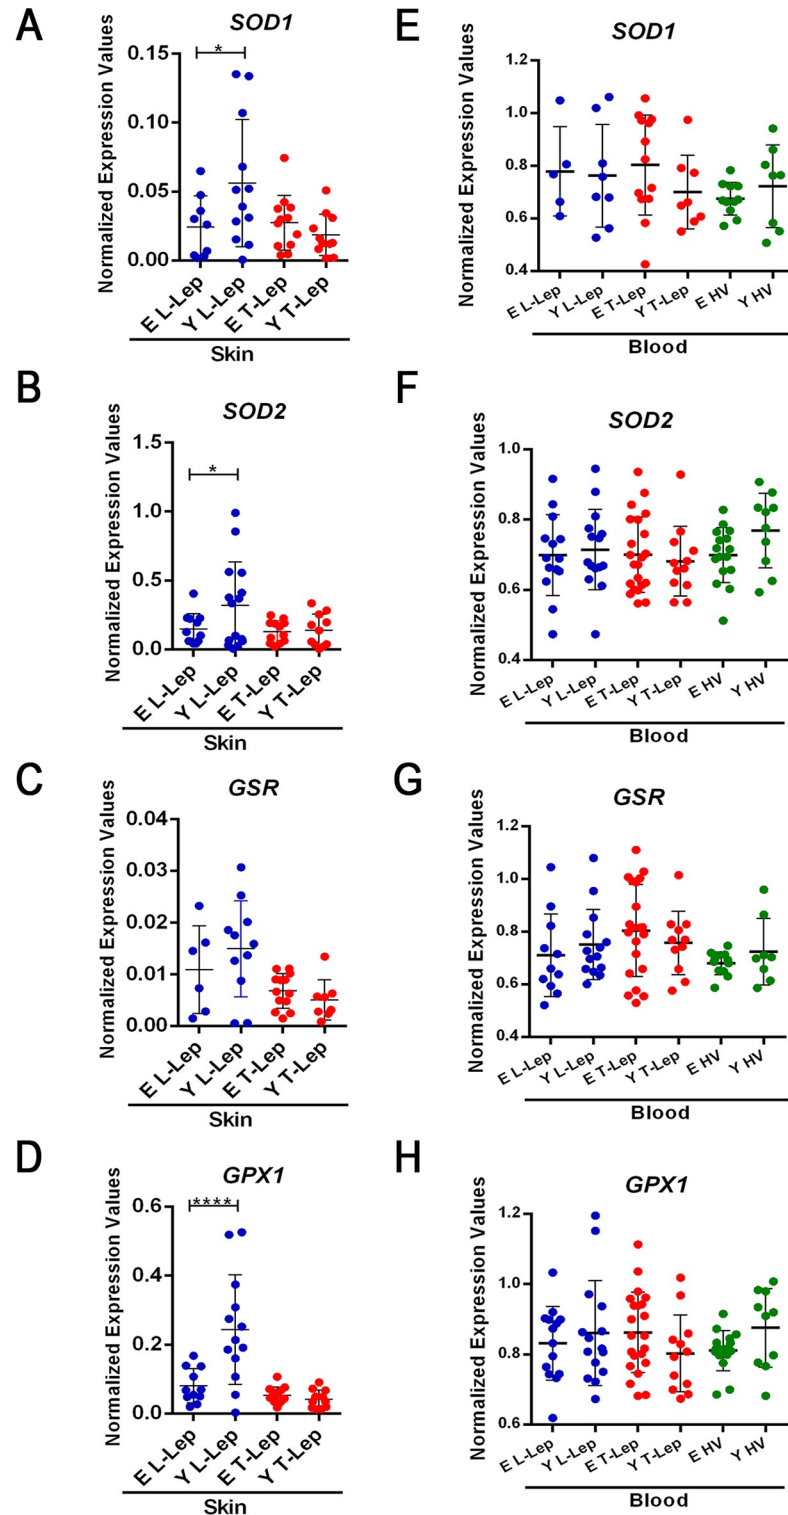 A
SOD1
Normalized Expression Values
*
0.15
0.10
0.05
0.00
E L-Lep
Y L-Lep
E T-Lep
Y T-Lep
Skin
E
SOD1
Normalized Expression Values
1.2
1.0
0.8
0.6
0.4
E L-Lep
Y L-Lep
E T-Lep
Y T-Lep
E HV
Y HV
Blood
B
SOD2
Normalized Expression Values
*
1.5
1.0
0.5
0.0
E L-Lep
Y L-Lep
E T-Lep
Y T-Lep
Skin
F
SOD2
Normalized Expression Values
1.0
0.8
0.6
0.4
E L-Lep
Y L-Lep
E T-Lep
Y T-Lep
E HV
Y HV
Blood
C
GSR
Normalized Expression Values
0.04
0.03
0.02
0.01
0.00
E L-Lep
Y L-Lep
E T-Lep
Y T-Lep
Skin
G
GSR
Normalized Expression Values
1.2
1.0
0.8
0.6
0.4
E L-Lep
Y L-Lep
E T-Lep
Y T-Lep
E HV
Y HV
Blood
D
GPX1
Normalized Expression Values
****
0.6
0.4
0.2
0.0
E L-Lep
Y L-Lep
E T-Lep
Y T-Lep
Skin
H
GPX1
Normalized Expression Values
1.2
1.0
0.8
0.6
E L-Lep
Y L-Lep
E T-Lep
Y T-Lep
E HV
Y HV
Blood